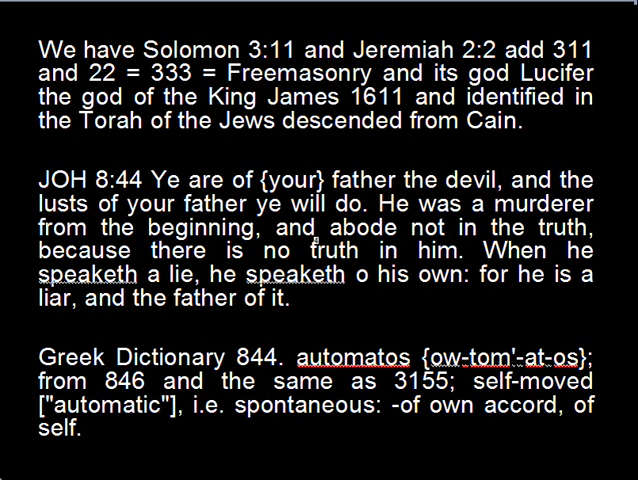 We have Solomon 3:11 and Jeremiah 2:2 add 311
and 22 = 333 = Freemasonry and its god Lucifer
the god of the King James 1611 and identified in
the Torah of the Jews descended from Cain.
JOH 8:44 Ye are of {your} father the devil, and the
lusts of your father ye will do. He was a murderer
from the beginning, and abode not in the truth,
because there is no truth in him. When he
speaketh a lie, he speaketh o his own: for he is a
liar, and the father of it.
Greek Dictionary 844. automatos {ow-tom'-at-os};
from 846 and the same as 3155; self-moved
["automatic"], i.e. spontaneous: -of own accord, of
self.